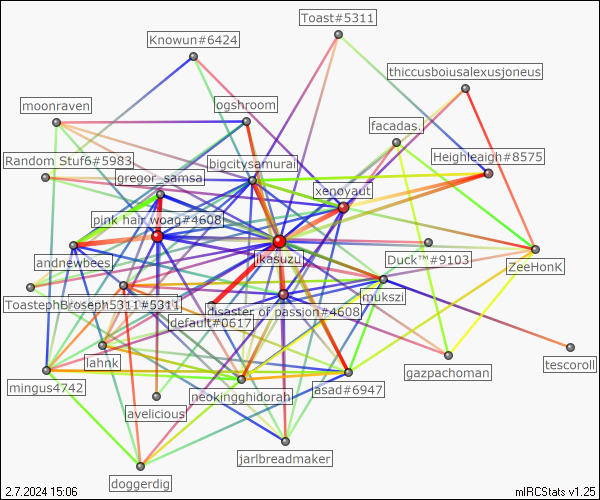 Toast#5311
Knowun#6424
thiccusboiusalexusjoneus
moonraven
ogshroom
facadas.
Random Stuf6#5983
bigcitysamurai
Heighleaigh#8575
gregor_samsa
xenoyaut
pink hair woag#4608
jkasuzu
andnewbees
Duck™#9103
ZeeHonK
mukszi
ToastephBroseph5311#5311
disaster of passion#4608
default#0617
lahnk
tescoroll
gazpachoman
mingus4742
asad#6947
neokingghidorah
avelicious
jarlbreadmaker
doggerdig
2.7.2024 15:06
mIRCStats v1.25